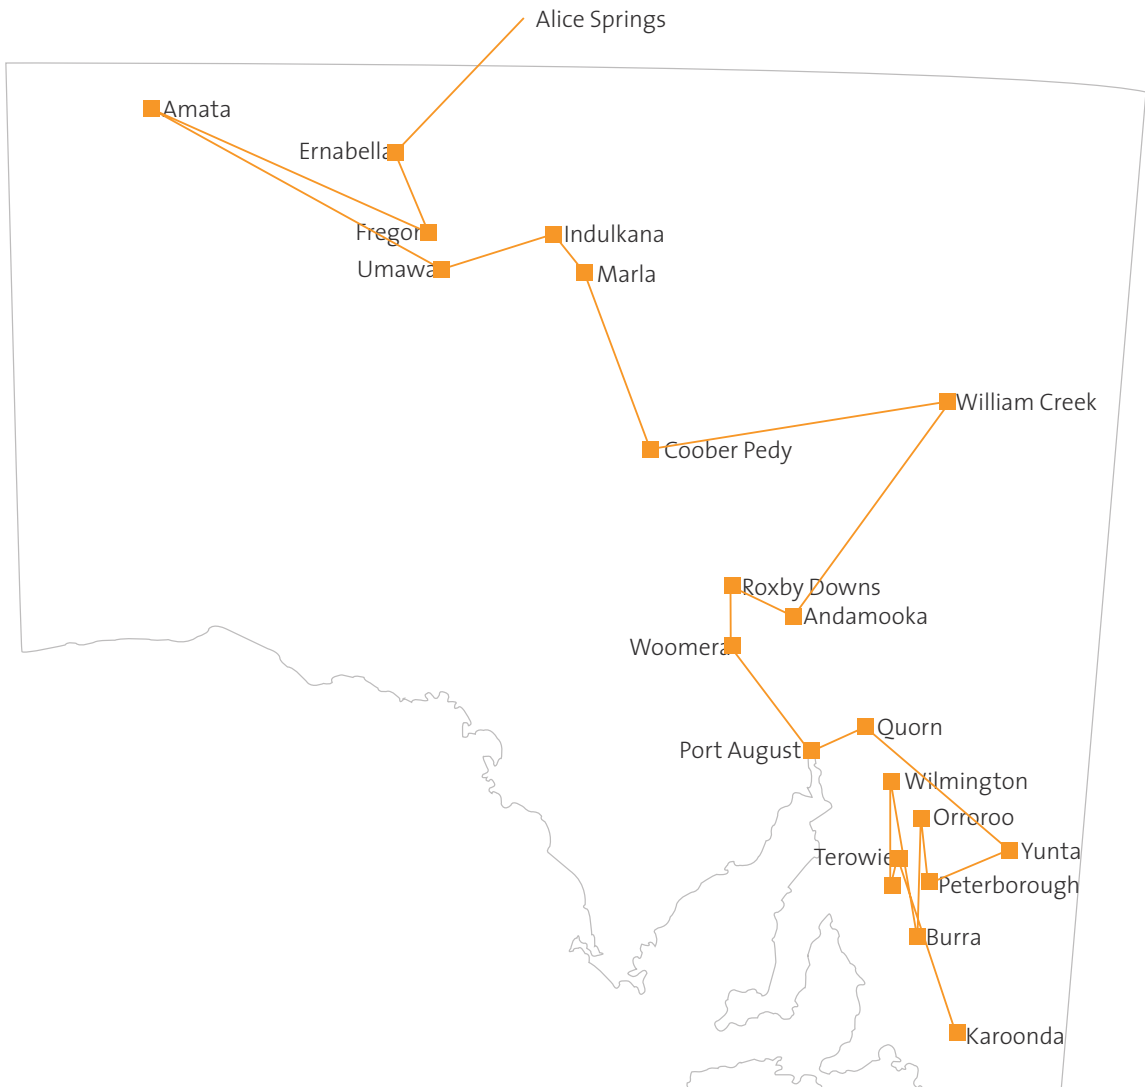 Alice Springs
Amata
Ernabella
Fregon
Indulkana
Umawa
Marla
William Creek
Coober Pedy
Roxby Downs
Andamooka
Woomera
Quorn
Port August
Wilmington
Orroroo
Terowie
Yunta
Peterborough
Burra
Karoonda